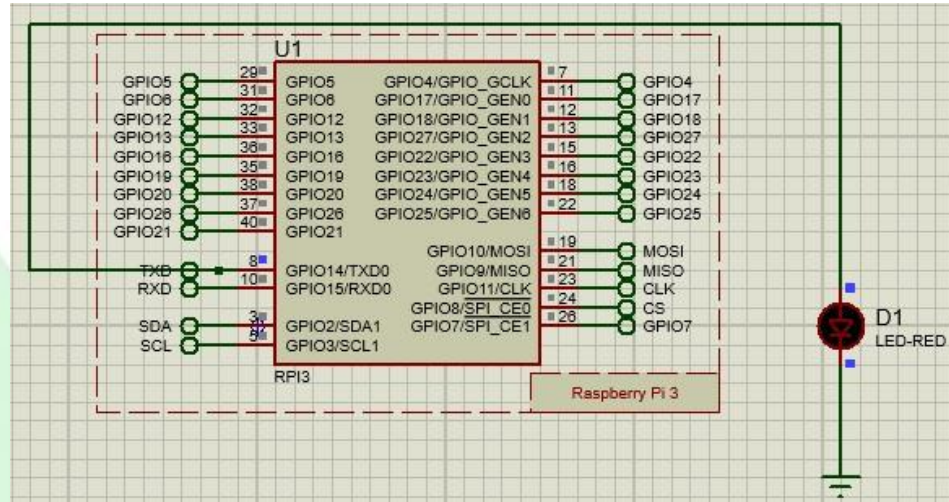 U1
GPIO5 29 GPIO5 GPIO4/GPIO_GCLK 7 GPIO4
GPIO6 31 GPIO6 GPIO17/GPIO_GEN0 11 GPIO17
GPIO12 32 GPIO12 GPIO18/GPIO_GEN1 12 GPIO18
GPIO13 33 GPIO13 GPIO27/GPIO_GEN2 13 GPIO27
GPIO16 36 GPIO16 GPIO22/GPIO_GEN3 15 GPIO22
GPIO19 35 GPIO19 GPIO23/GPIO_GEN4 16 GPIO23
GPIO20 38 GPIO20 GPIO24/GPIO_GEN5 18 GPIO24
GPIO26 37 GPIO26 GPIO25/GPIO_GEN6 22 GPIO25
GPIO21 40 GPIO21
GPIO10/MOSI 19 MOSI
TXD 8 GPIO14/TXD0 GPIO9/MISO 21 MISO
RXD 10 GPIO15/RXD0 GPIO11/CLK 23 CLK
GPIO8/SPI_CE0 24 CS
SDA 3 GPIO2/SDA1 GPIO7/SPI_CE1 26 GPIO7
SCL 5 GPIO3/SCL1
RPI3
Raspberry Pi 3
D1
LED-RED